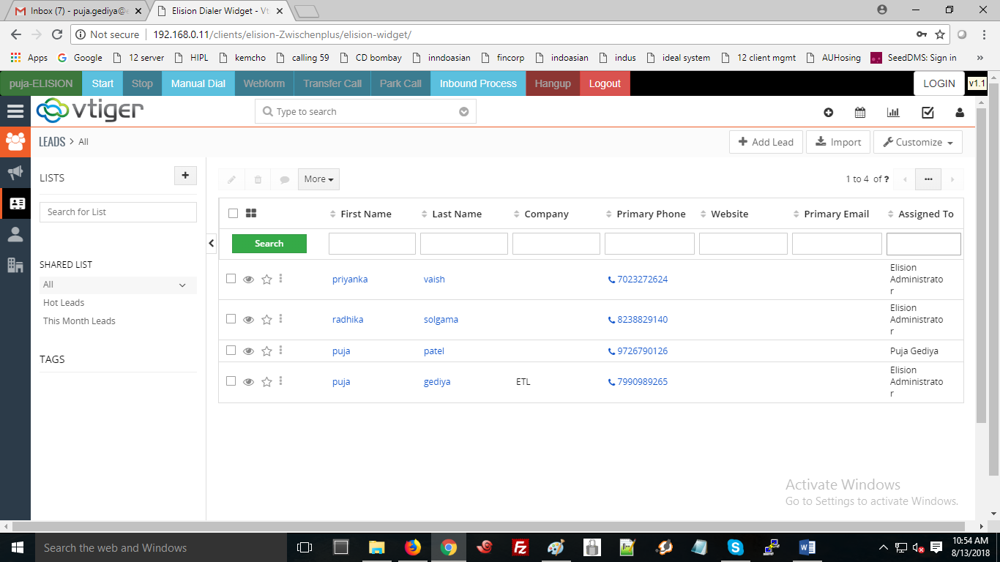 Inbox (7) - puja.gediya@e
Elision Dialer Widget - Vt
Not secure 192.168.0.11/clients/elision-Zwischenplus/elision-widget/
Apps Google 12 server HIPL kemcho calling 59 CD bombay inndoasian fincorp indoasian indus ideal system 12 client mgmt AUHosing SeedDMS: Sign in »
puja-ELISION Start Stop Manual Dial Webform Transfer Call Park Call Inbound Process Hangup Logout LOGIN v1.1
vtiger Type to search
LEADS > All Add Lead Import Customize
LISTS + More 1 to 4 of ? ...
Search for List
First Name Last Name Company Primary Phone Website Primary Email Assigned To
Search
SHARED LIST
All
Hot Leads
This Month Leads
TAGS
priyanka vaish 7023272624 Elision
Administrato
r
radhika solgama 8238829140 Elision
Administrato
r
puja patel 9726790126 Puja Gediya
puja gediya ETL 7990989265 Elision
Administrato
r
Activate Windows
Go to Settings to activate Windows.
Search the web and Windows
10:54 AM
8/13/2018